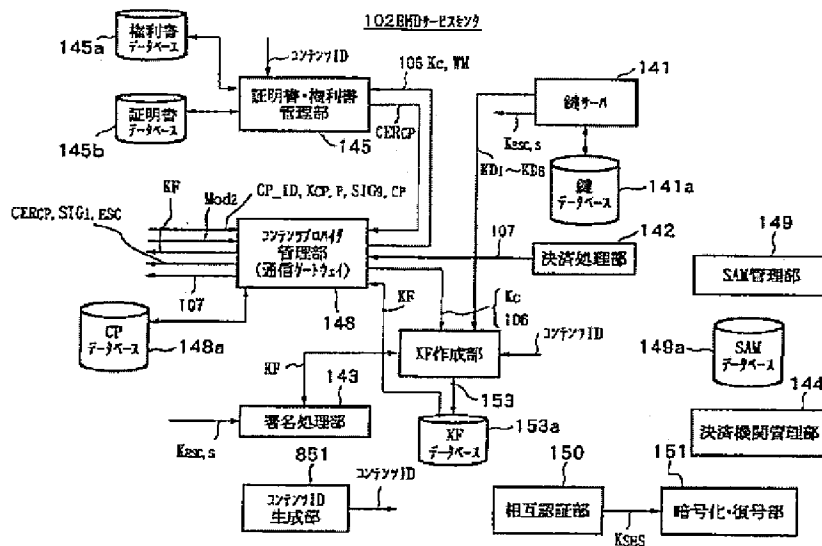 102EMDサービスセンタ
権利書
データベース
145a
コンテンツID
106 Kc, WM
証明書・権利書
管理部
145
CERCP
証明書
データベース
145b
141
鍵サーバ
KESC,S
KD1～KD6
鍵
データベース
141a
CERCP, SIG1,ESC
KF
Mod2
CP_ID, KCP,P, SIG9,CP
コンテンツプロバイダ
管理部
(通信ゲートウェイ)
148
107
107
142
決済処理部
149
SAM管理部
CP
データベース
148a
KF
Kc
106
KF作成部
コンテンツID
149a
SAM
データベース
KF
143
署名処理部
KESC,S
153
KF
データベース
153a
144
決済機関管理部
851
コンテンツID
生成部
コンテンツID
150
相互認証部
KSES
151
暗号化・復号部